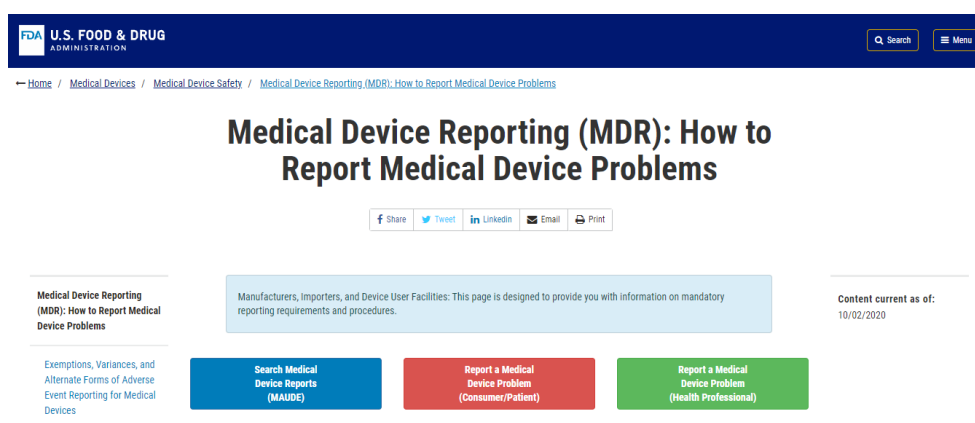 FDA U.S. FOOD & DRUG
ADMINISTRATION
Search
Menu
Home / Medical Devices / Medical Device Safety / Medical Device Reporting (MDR): How to Report Medical Device Problems
Medical Device Reporting (MDR): How to
Report Medical Device Problems
Share
Tweet
in Linkedin
Email
Print
Medical Device Reporting
(MDR): How to Report Medical
Device Problems
Exemptions, Variances, and
Alternate Forms of Adverse
Event Reporting for Medical
Devices
Manufacturers, Importers, and Device User Facilities: This page is designed to provide you with information on mandatory
reporting requirements and procedures.
Search Medical
Device Reports
(MAUDE)
Report a Medical
Device Problem
(Consumer/Patient)
Report a Medical
Device Problem
(Health Professional)
Content current as of:
10/02/2020